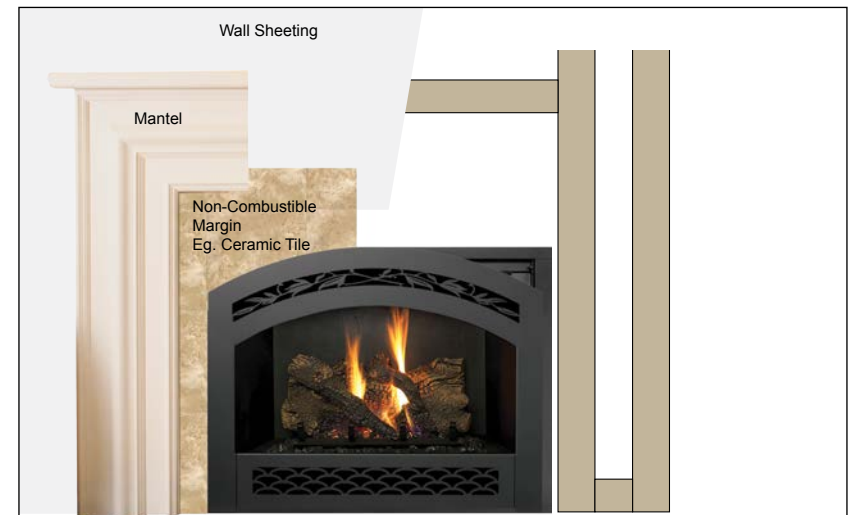 Wall Sheeting
Mantel
Non-Combustible
Margin
Eg. Ceramic Tile